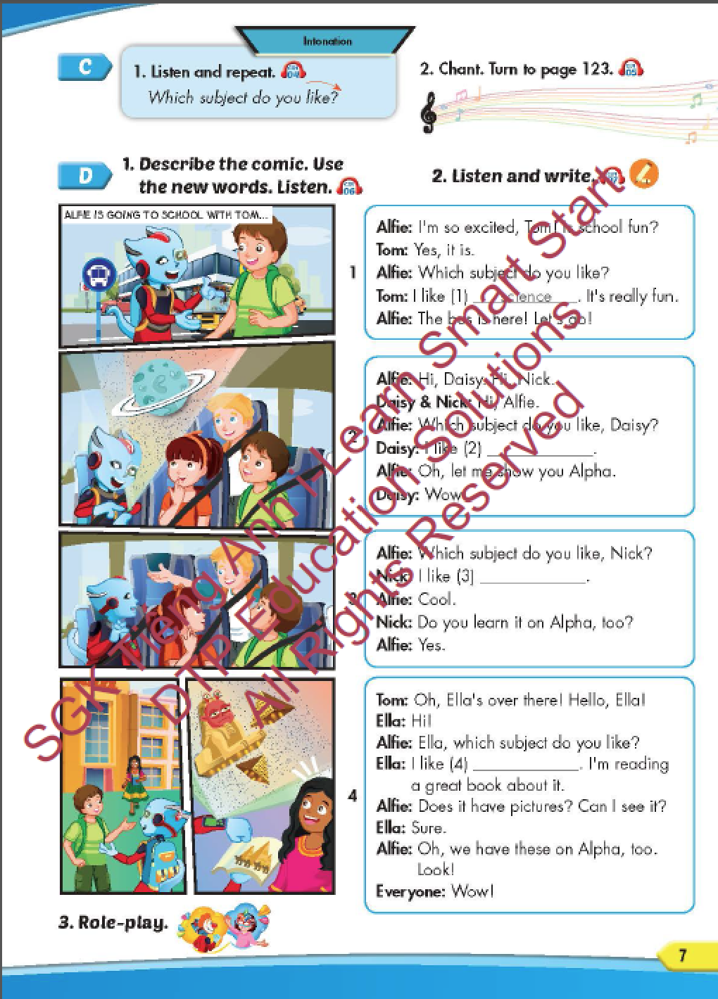 Intonation
C
1. Listen and repeat. CD1 04
Which subject do you like?
2. Chant. Turn to page 123. CD1 05
D
1. Describe the comic. Use
the new words. Listen. CD1 06
2. Listen and write.
ALFIE IS GOING TO SCHOOL WITH TOM...
1
Alfie: I'm so excited, Tom! Is school fun?
Tom: Yes, it is.
Alfie: Which subject do you like?
Tom: I like (1) science. It's really fun.
Alfie: The bus is here! Let's go!
2
Alfie: Hi, Daisy. Hi, Nick.
Daisy & Nick: Hi, Alfie.
Alfie: Which subject do you like, Daisy?
Daisy: I like (2) ____________.
Alfie: Oh, let me show you Alpha.
Daisy: Wow!
3
Alfie: Which subject do you like, Nick?
Nick: I like (3) ____________.
Alfie: Cool.
Nick: Do you learn it on Alpha, too?
Alfie: Yes.
4
Tom: Oh, Ella's over there! Hello, Ella!
Ella: Hi!
Alfie: Ella, which subject do you like?
Ella: I like (4) ____________. I'm reading
a great book about it.
Alfie: Does it have pictures? Can I see it?
Ella: Sure.
Alfie: Oh, we have these on Alpha, too.
Look!
Everyone: Wow!
3. Role-play.
7
SGK Tiếng Anh i-Learn Smart Start
DTP Education Solutions
All Rights Reserved